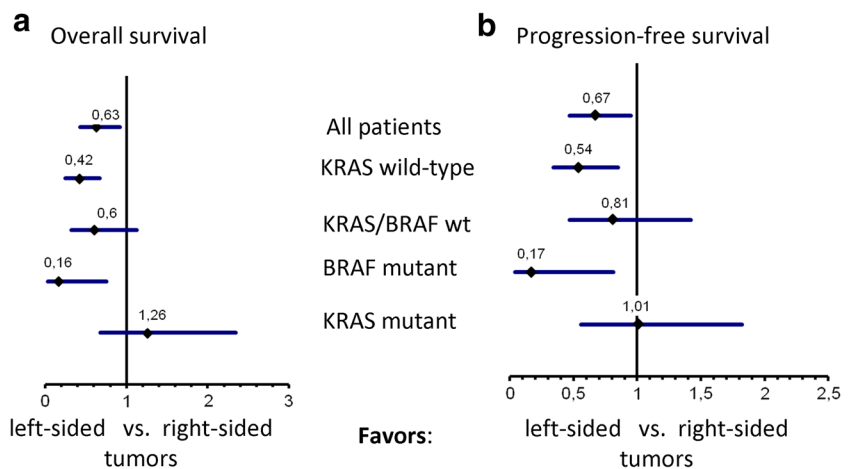 a
Overall survival
0,63
0,42
0,6
0,16
1,26
0 1 2 3
left-sided vs. right-sided
tumors
All patients
KRAS wild-type
KRAS/BRAF wt
BRAF mutant
KRAS mutant
Favors:
b
Progression-free survival
0,67
0,54
0,81
0,17
1,01
0 0,5 1 1,5 2 2,5
left-sided vs. right-sided
tumors